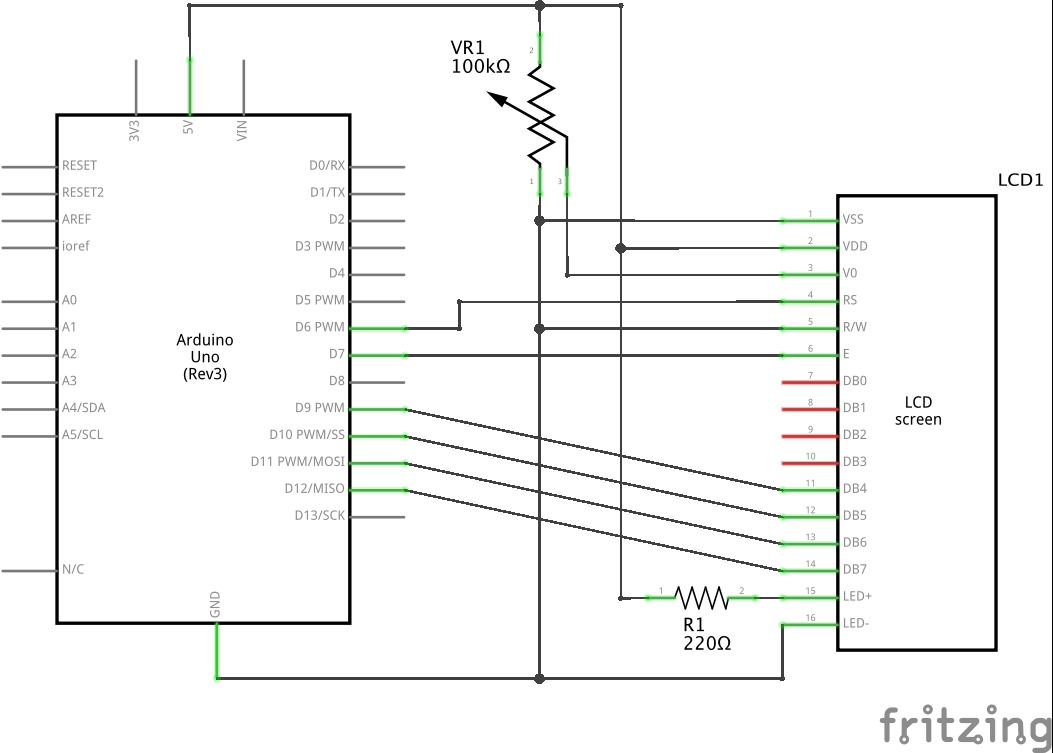 VR1
100kΩ
2
1
3
3V3
5V
VIN
RESET
RESET2
AREF
ioref
A0
A1
A2
A3
A4/SDA
A5/SCL
N/C
Arduino
Uno
(Rev3)
D0/RX
D1/TX
D2
D3 PWM
D4
D5 PWM
D6 PWM
D7
D8
D9 PWM
D10 PWM/SS
D11 PWM/MOSI
D12/MISO
D13/SCK
GND
LCD1
1 VSS
2 VDD
3 V0
4 RS
5 R/W
6 E
7 DB0
8 DB1
9 DB2
10 DB3
11 DB4
12 DB5
13 DB6
14 DB7
15 LED+
16 LED-
LCD
screen
1
2
R1
220Ω
fritzing